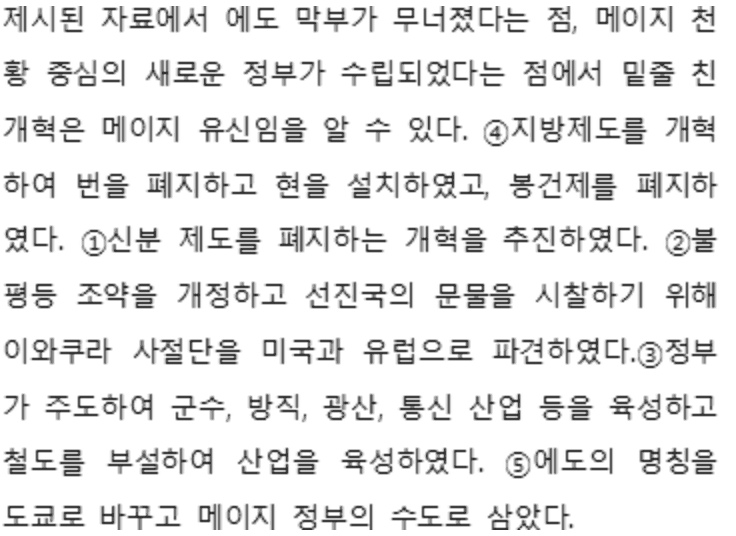 제시된 자료에서 에도 막부가 무너졌다는 점, 메이지 천
황 중심의 새로운 정부가 수립되었다는 점에서 밑줄 친
개혁은 메이지 유신임을 알 수 있다. ④지방제도를 개혁
하여 번을 폐지하고 현을 설치하였고, 봉건제를 폐지하
였다. ①신분 제도를 폐지하는 개혁을 추진하였다. ②불
평등 조약을 개정하고 선진국의 문물을 시찰하기 위해
이와쿠라 사절단을 미국과 유럽으로 파견하였다.③정부
가 주도하여 군수, 방직, 광산, 통신 산업 등을 육성하고
철도를 부설하여 산업을 육성하였다. ⑤에도의 명칭을
도쿄로 바꾸고 메이지 정부의 수도로 삼았다.